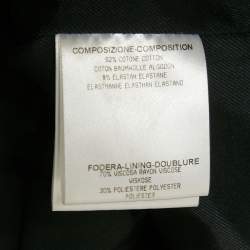 COMPOSIZIONE-COMPOSITION
92% COTONE COTTON
COTON BAUMWOLLE ALGODON
8% ELASTAN ELASTANE
ELASTHANNE ELASTHAN ELASTANO
FODERA-LINING-DOUBLURE
70% VISCOSA RAYON VISCOSE
VISKOSE
30% POLIESTERE POLYESTER